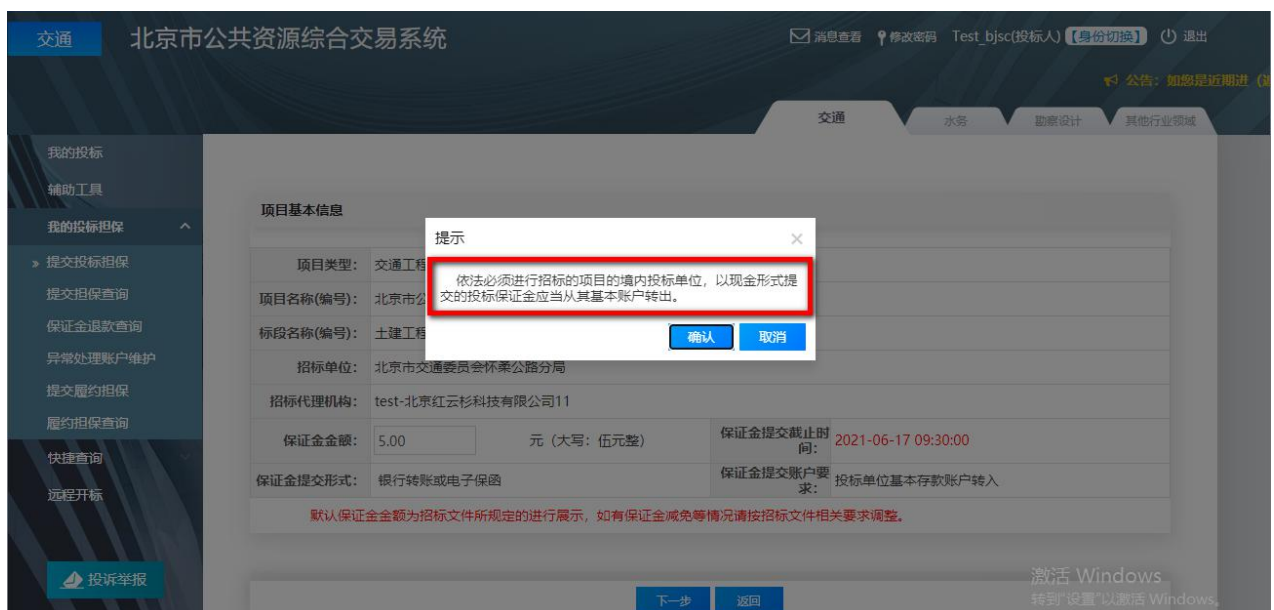 交通
北京市公共资源综合交易系统
消息查看 修改密码 Test_bjsc(投标人)【身份切换】 退出
公告：如您是近期进（近
交通 水务 勘察设计 其他行业领域
我的投标
辅助工具
我的投标担保
» 提交投标担保
提交担保查询
保证金退款查询
异常处理账户维护
提交履约担保
履约担保查询
快捷查询
远程开标
投诉举报
项目基本信息
提示 ×
依法必须进行招标的项目的境内投标单位，以现金形式提
交的投标保证金应当从其基本账户转出。
确认 取消
项目类型： 交通工程
项目名称(编号)： 北京市公
标段名称(编号)： 土建工程
招标单位： 北京市交通委员会怀柔公路分局
招标代理机构： test-北京红云杉科技有限公司11
保证金金额： 5.00 元（大写：伍元整） 保证金提交截止时
间： 2021-06-17 09:30:00
保证金提交形式： 银行转账或电子保函 保证金提交账户要
求： 投标单位基本存款账户转入
默认保证金金额为招标文件所规定的进行展示，如有保证金减免等情况请按招标文件相关要求调整。
下一步 返回
激活 Windows
转到"设置"以激活 Windows。